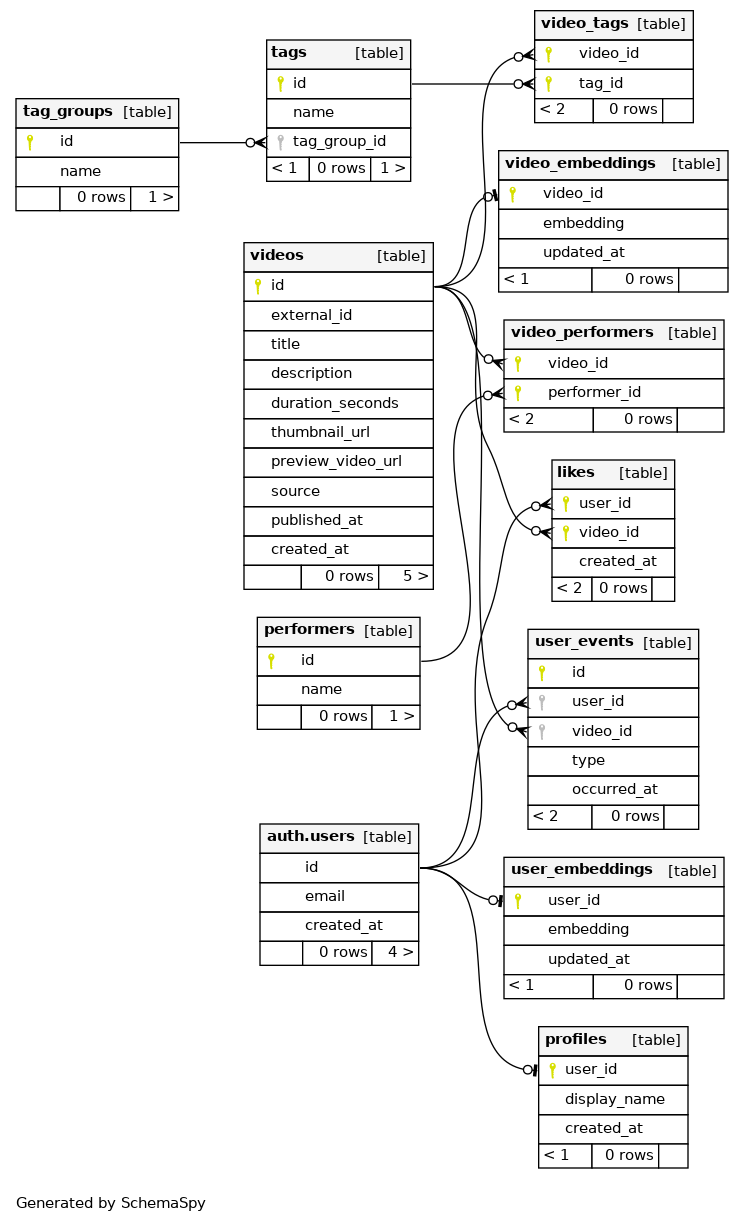 video_tags [table]
video_id
tag_id
< 2 0 rows
tags [table]
id
name
tag_group_id
< 1 0 rows 1 >
tag_groups [table]
id
name
0 rows 1 >
video_embeddings [table]
video_id
embedding
updated_at
< 1 0 rows
videos [table]
id
external_id
title
description
duration_seconds
thumbnail_url
preview_video_url
source
published_at
created_at
0 rows 5 >
video_performers [table]
video_id
performer_id
< 2 0 rows
likes [table]
user_id
video_id
created_at
< 2 0 rows
performers [table]
id
name
0 rows 1 >
user_events [table]
id
user_id
video_id
type
occurred_at
< 2 0 rows
auth.users [table]
id
email
created_at
0 rows 4 >
user_embeddings [table]
user_id
embedding
updated_at
< 1 0 rows
profiles [table]
user_id
display_name
created_at
< 1 0 rows
Generated by SchemaSpy